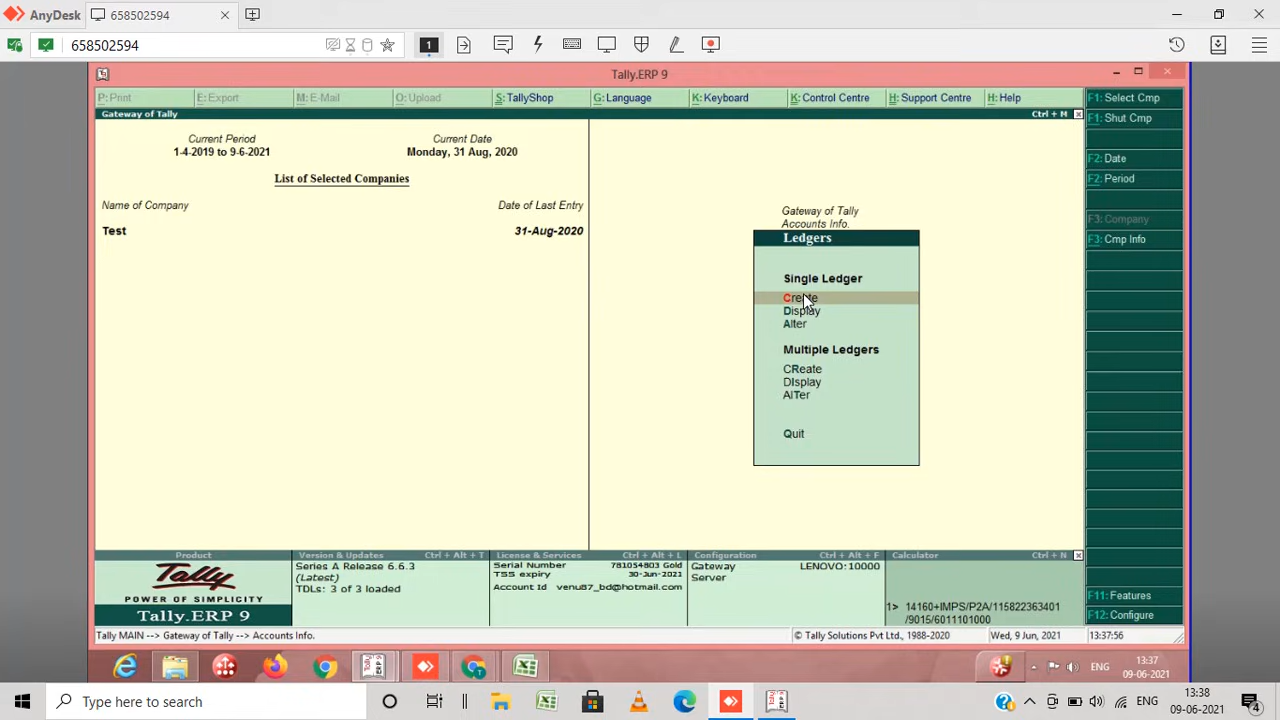 AnyDesk
658502594
658502594
1
Tally.ERP 9
P: Print
E: Export
M: E-Mail
O: Upload
S: TallyShop
G: Language
K: Keyboard
K: Control Centre
H: Support Centre
H: Help
F1: Select Cmp
Gateway of Tally
Ctrl + N
F1: Shut Cmp
Current Period
Current Date
1-4-2019 to 9-6-2021
Monday, 31 Aug, 2020
F2: Date
List of Selected Companies
F2: Period
Name of Company
Date of Last Entry
Gateway of Tally
F3: Company
Accounts Info.
Test
31-Aug-2020
Ledgers
F3: Cmp Info
Single Ledger
Create
Display
Alter
Multiple Ledgers
CReate
DIsplay
AlTer
Quit
Product
Version & Updates
Ctrl + Alt + T
License & Services
Ctrl + Alt + L
Configuration
Ctrl + Alt + F
Calculator
Ctrl + N
Tally
POWER OF SIMPLICITY
Tally.ERP 9
Series A Release 6.6.3
(Latest)
TDLs: 3 of 3 loaded
Serial Number 781054803 Gold
TSS expiry 30-Jun-2021
Account Id venu87_bd@hotmail.com
Gateway LENOVO:10000
Server
1> 14160+IMPS/P2A/115822363401
/9015/6011101000
F11: Features
F12: Configure
Tally MAIN --> Gateway of Tally --> Accounts Info.
© Tally Solutions Pvt Ltd., 1988-2020
Wed, 9 Jun, 2021
13:37:56
ENG
13:37
09-06-2021
Type here to search
ENG
13:38
09-06-2021
4